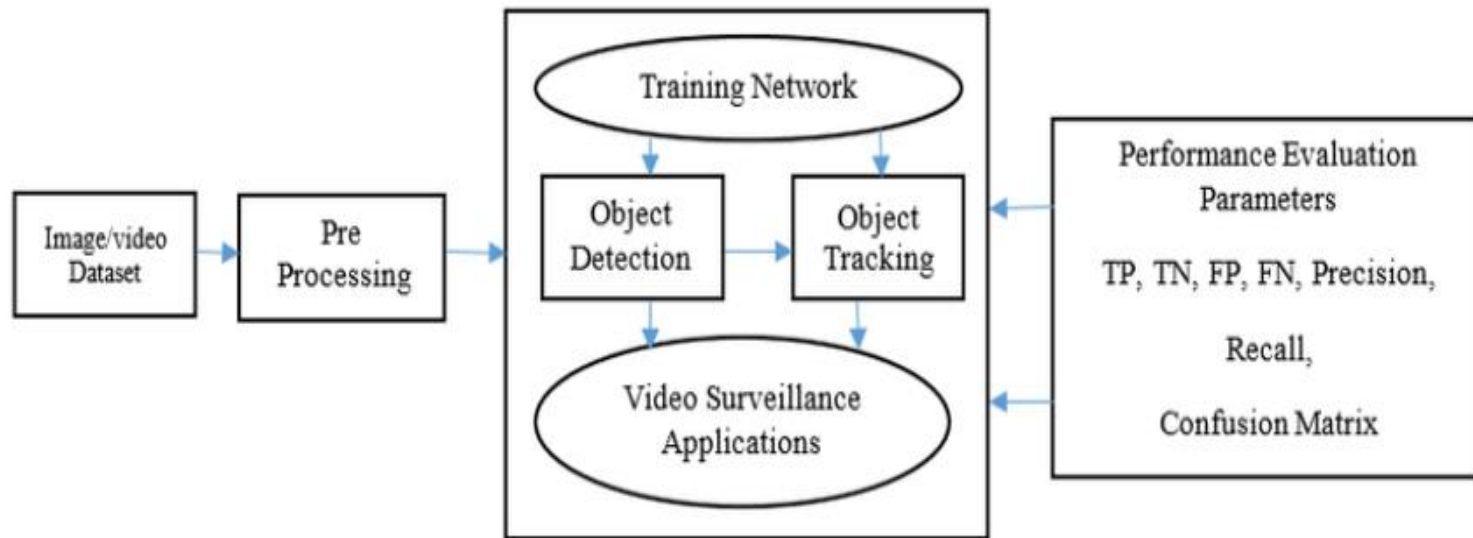 Image/video
Dataset
Pre
Processing
Training Network
Object
Detection
Object
Tracking
Video Surveillance
Applications
Performance Evaluation
Parameters
TP, TN, FP, FN, Precision,
Recall,
Confusion Matrix